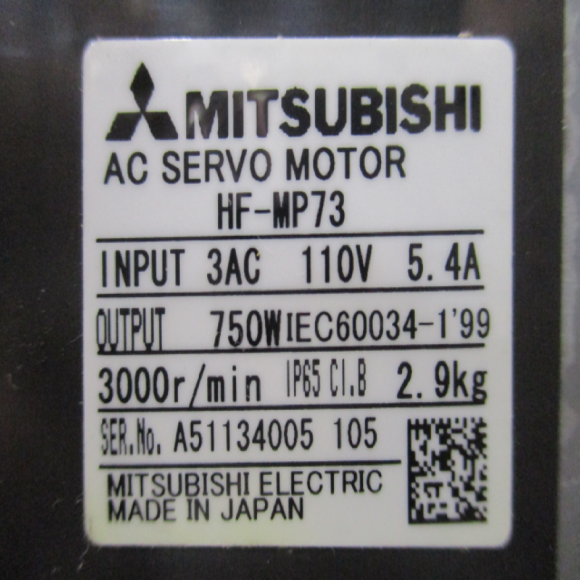 MITSUBISHI
AC SERVO MOTOR
HF-MP73
INPUT 3AC 110V 5.4A
OUTPUT 750W IEC60034-1'99
3000r/min IP65 CI.B 2.9kg
SER.No. A51134005 105
MITSUBISHI ELECTRIC
MADE IN JAPAN